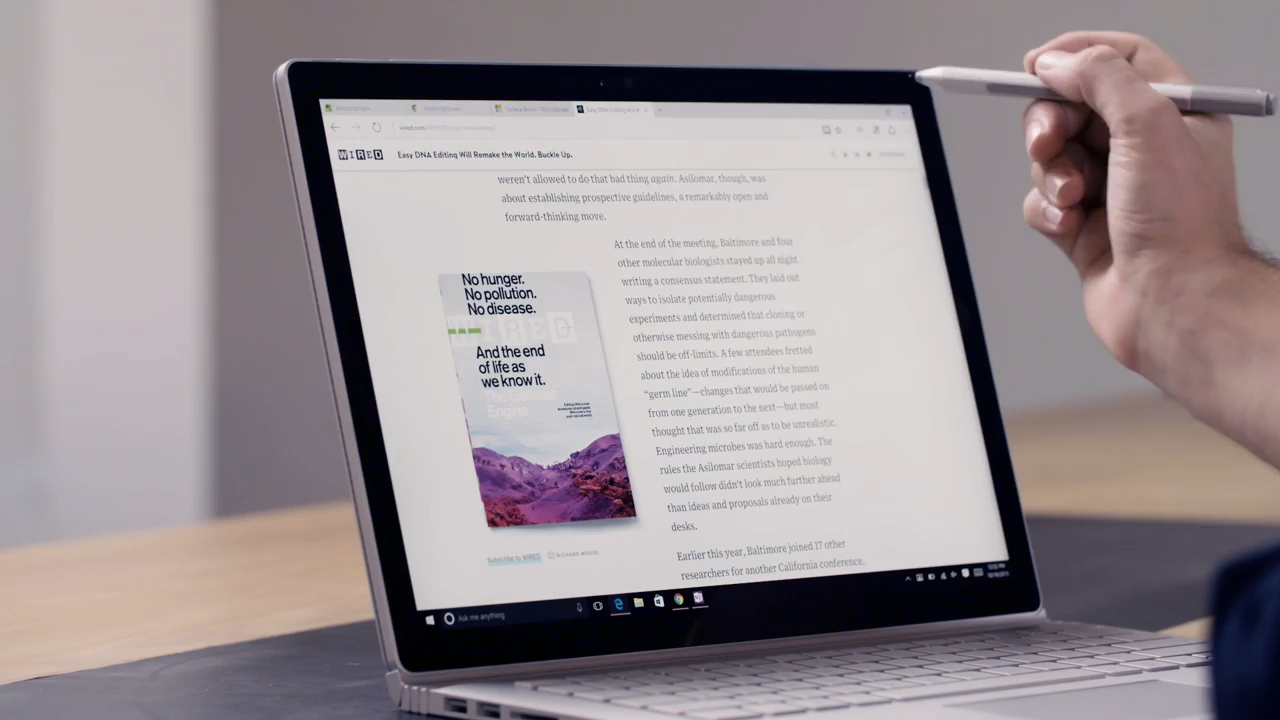 WIRED
Easy DNA Editing Will Remake the World. Buckle Up.
weren't allowed to do that bad thing again. Asilomar, though, was
about establishing prospective guidelines, a remarkably open and
forward-thinking move.
At the end of the meeting, Baltimore and four
other molecular biologists stayed up all night
writing a consensus statement. They laid out
ways to isolate potentially dangerous
experiments and determined that cloning or
otherwise messing with dangerous pathogens
should be off-limits. A few attendees fretted
about the idea of modifications of the human
“germ line”—changes that would be passed on
from one generation to the next—but most
thought that was so far off as to be unrealistic.
Engineering microbes was hard enough. The
rules the Asilomar scientists hoped biology
would follow didn't look much further ahead
than ideas and proposals already on their
desks.
Earlier this year, Baltimore joined 17 other
researchers for another California conference.
No hunger.
No pollution.
No disease.
WIRED
And the end
of life as
we know it.
Engine.
Subscribe to WIRED
RICHARD MOSSE
Ask me anything